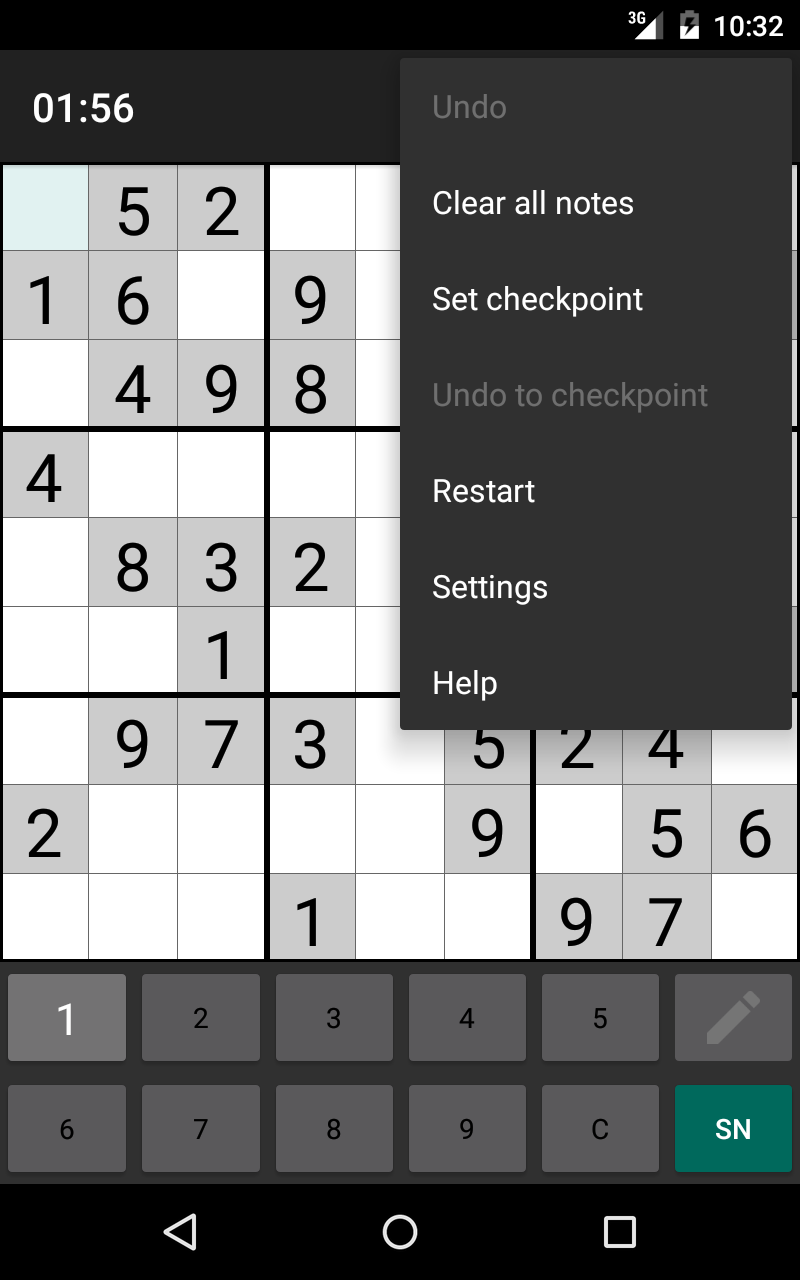 3G 10:32
01:56
Undo
Clear all notes
Set checkpoint
Undo to checkpoint
Restart
Settings
Help
5 2
1 6 9
4 9 8
4
8 3 2
1
9 7 3 5 2 4
2 9 5 6
1 9 7
1 2 3 4 5
6 7 8 9 C SN